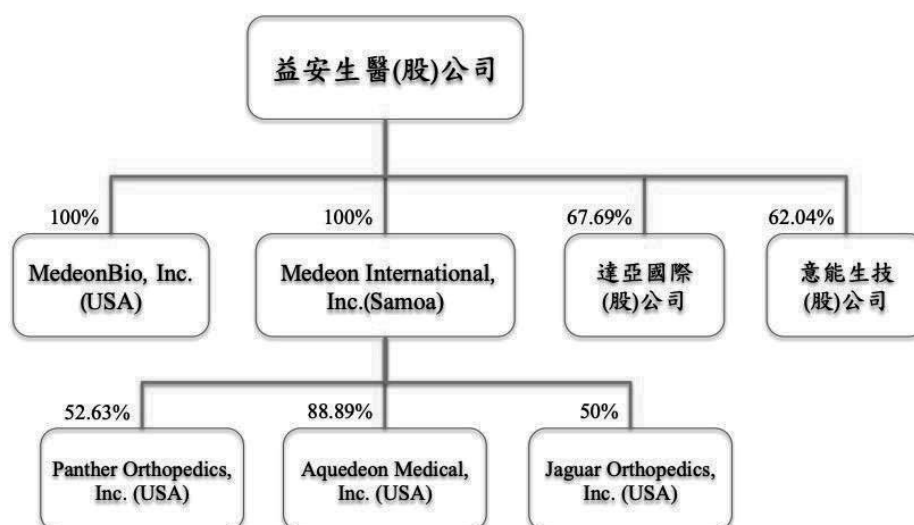 益安生醫(股)公司
100%
100%
67.69%
62.04%
MedeonBio, Inc.
(USA)
Medeon International,
Inc.(Samoa)
達亞國際
(股)公司
意能生技
(股)公司
52.63%
88.89%
50%
Panther Orthopedics,
Inc. (USA)
Aquedeon Medical,
Inc. (USA)
Jaguar Orthopedics,
Inc. (USA)